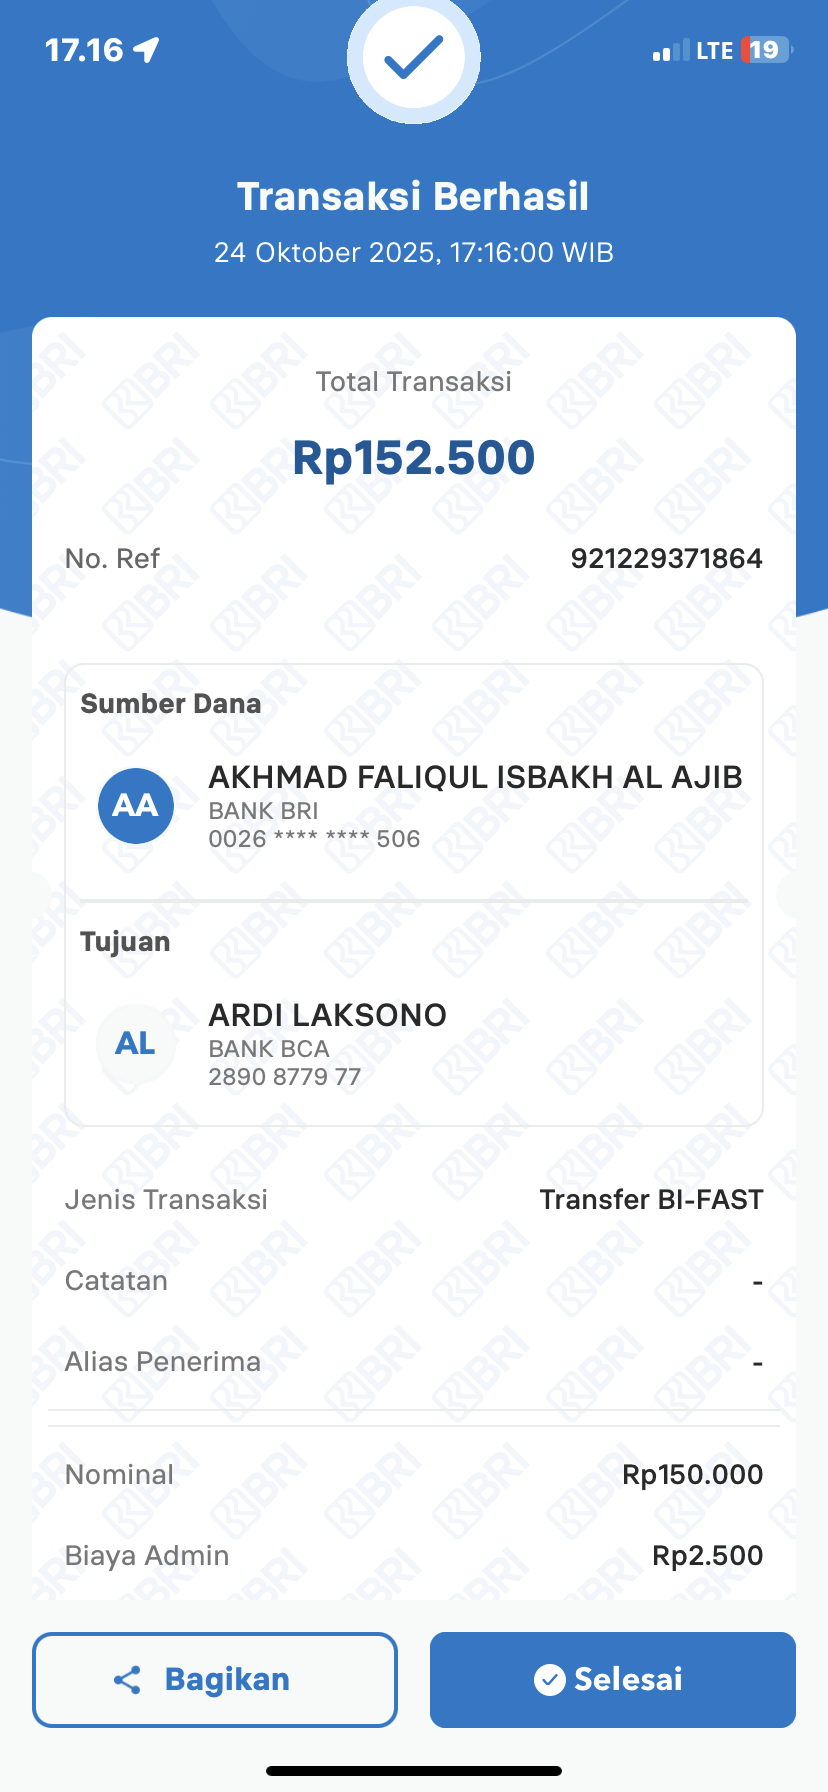 17.16
LTE 19
Transaksi Berhasil
24 Oktober 2025, 17:16:00 WIB
Total Transaksi
Rp152.500
No. Ref 921229371864
Sumber Dana
AA
AKHMAD FALIQUL ISBAKH AL AJIB
BANK BRI
0026 **** **** 506
Tujuan
AL
ARDI LAKSONO
BANK BCA
2890 8779 77
Jenis Transaksi Transfer BI-FAST
Catatan -
Alias Penerima -
Nominal Rp150.000
Biaya Admin Rp2.500
Bagikan
Selesai